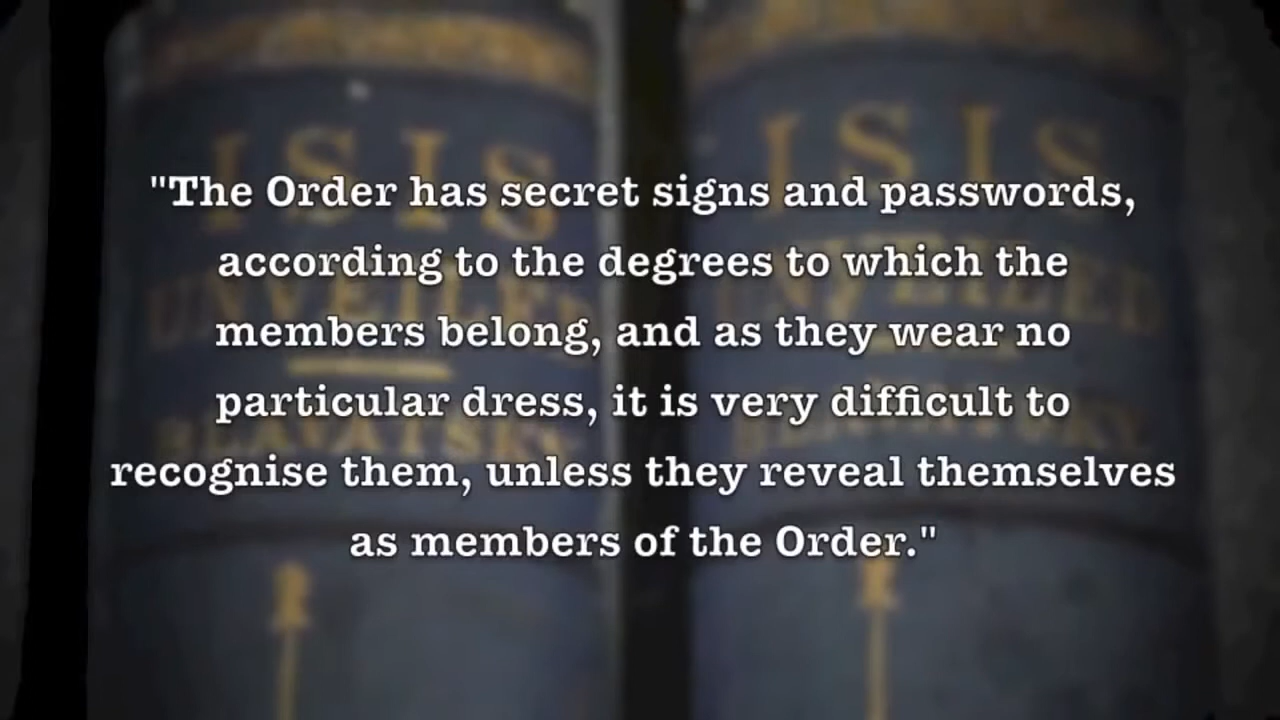 ISIS ISIS
UNVEILED UNVEILED
BLAVATSKY BLAVATSKY
"The Order has secret signs and passwords,
according to the degrees to which the
members belong, and as they wear no
particular dress, it is very difficult to
recognise them, unless they reveal themselves
as members of the Order."